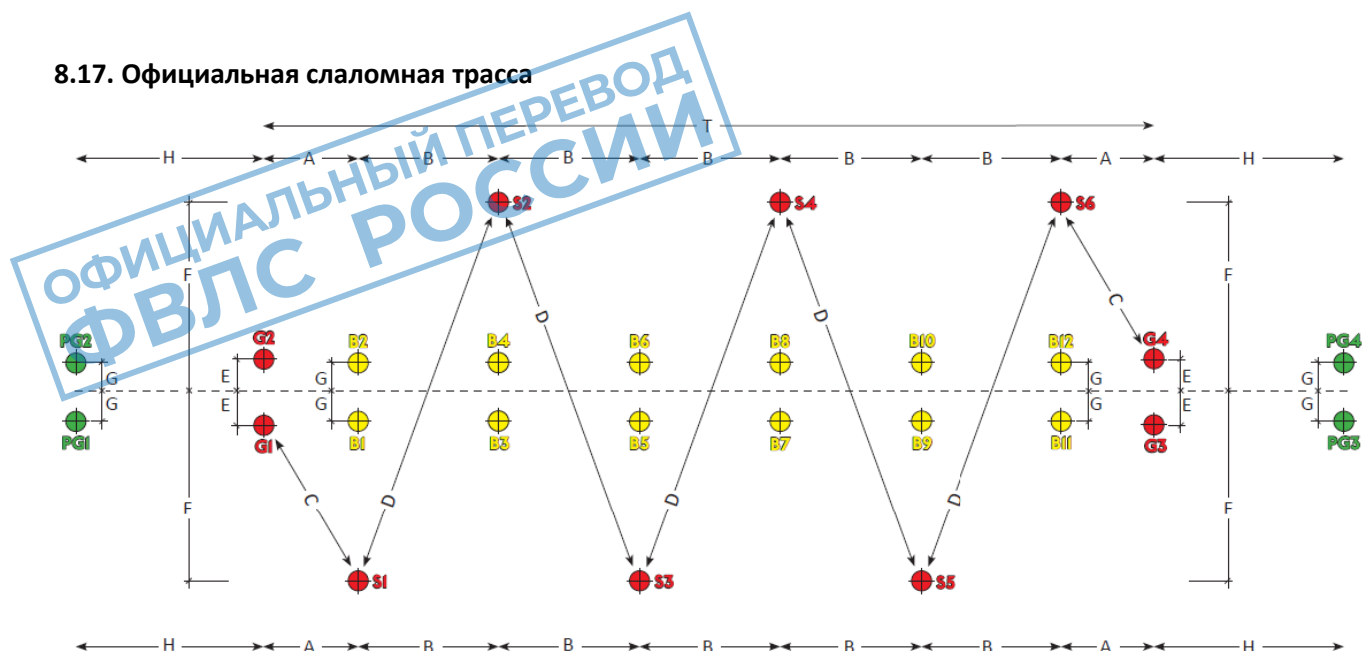 8.17. Официальная слаломная трасса
ОФИЦИАЛЬНЫЙ ПЕРЕВОД
ФВЛС РОССИИ
T
H A B B B B B A H
S2 S4 S6
F F
D D D D D C
PG2 G2 B2 B4 B6 B8 B10 B12 G4 PG4
G E G G E G
G E G G E G
PG1 G1 B1 B3 B5 B7 B9 B11 G3 PG3
C
F F
S1 S3 S5
H A B B B B B A H